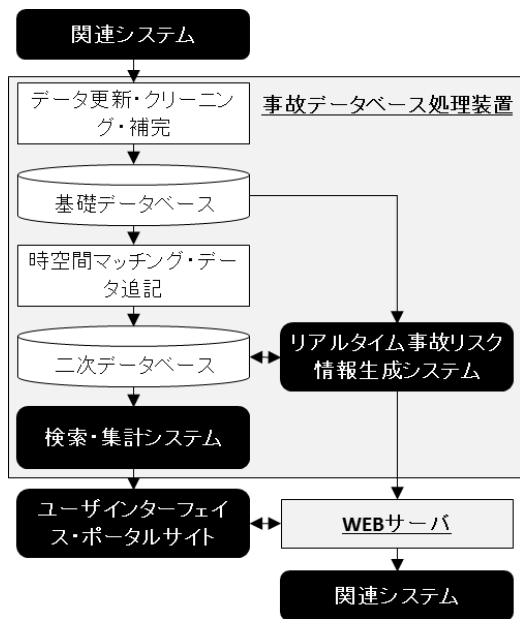 関連システム
データ更新・クリーニン
グ・補完
事故データベース処理装置
基礎データベース
時空間マッチング・デー
タ追記
二次データベース
リアルタイム事故リスク
情報生成システム
検索・集計システム
ユーザインターフェイ
ス・ポータルサイト
WEBサーバ
関連システム